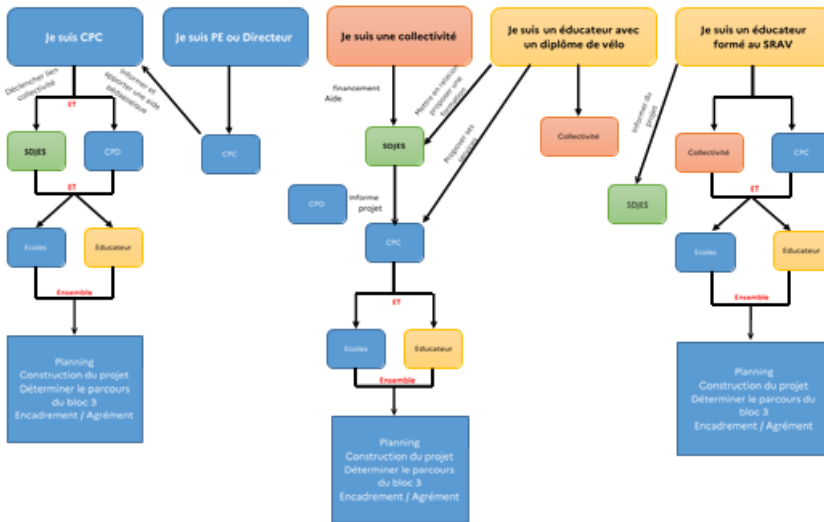 Je suis CPC
Je suis PE ou Directeur
Je suis une collectivité
Je suis un éducateur avec
un diplôme de vélo
Je suis un éducateur
formé au SRAV
Déclencher lien
collectivité
Informer et
apporter une aide
pédagogique
ET
SDJES
CPD
ET
Ecoles
Educateur
Ensemble
Planning
Construction du projet
Déterminer le parcours
du bloc 3
Encadrement / Agrément
CPC
financement
Aide
Mettre en relation
proposer une
formation
SDJES
Proposer ses
services
Collectivité
CPD
Informe
projet
CPC
ET
Ecoles
Educateur
Ensemble
Planning
Construction du projet
Déterminer le parcours du
bloc 3
Encadrement / Agrément
Informer du
projet
SDJES
Collectivité
CPC
ET
Ecoles
Educateur
Ensemble
Planning
Construction du projet
Déterminer le parcours du
bloc 3
Encadrement / Agrément